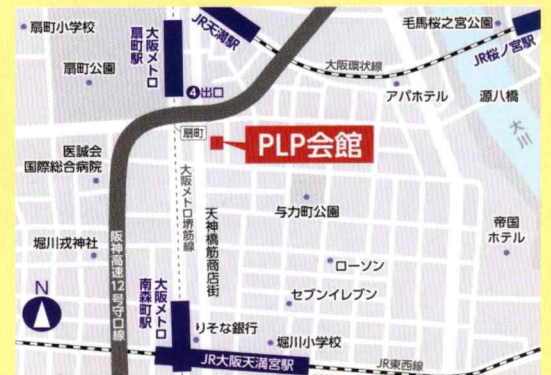 扇町小学校
大阪メトロ
扇町駅
JR天満駅
毛馬桜之宮公園
JR桜ノ宮駅
大阪環状線
扇町公園
❹出口
アパホテル
源八橋
大川
扇町
PLP会館
医誠会
国際総合病院
大阪メトロ堺筋線
天神橋筋商店街
与力町公園
帝国
ホテル
堀川戎神社
阪神高速12号守口線
ローソン
セブンイレブン
N
大阪メトロ
南森町駅
りそな銀行
堀川小学校
JR大阪天満宮駅
JR東西線